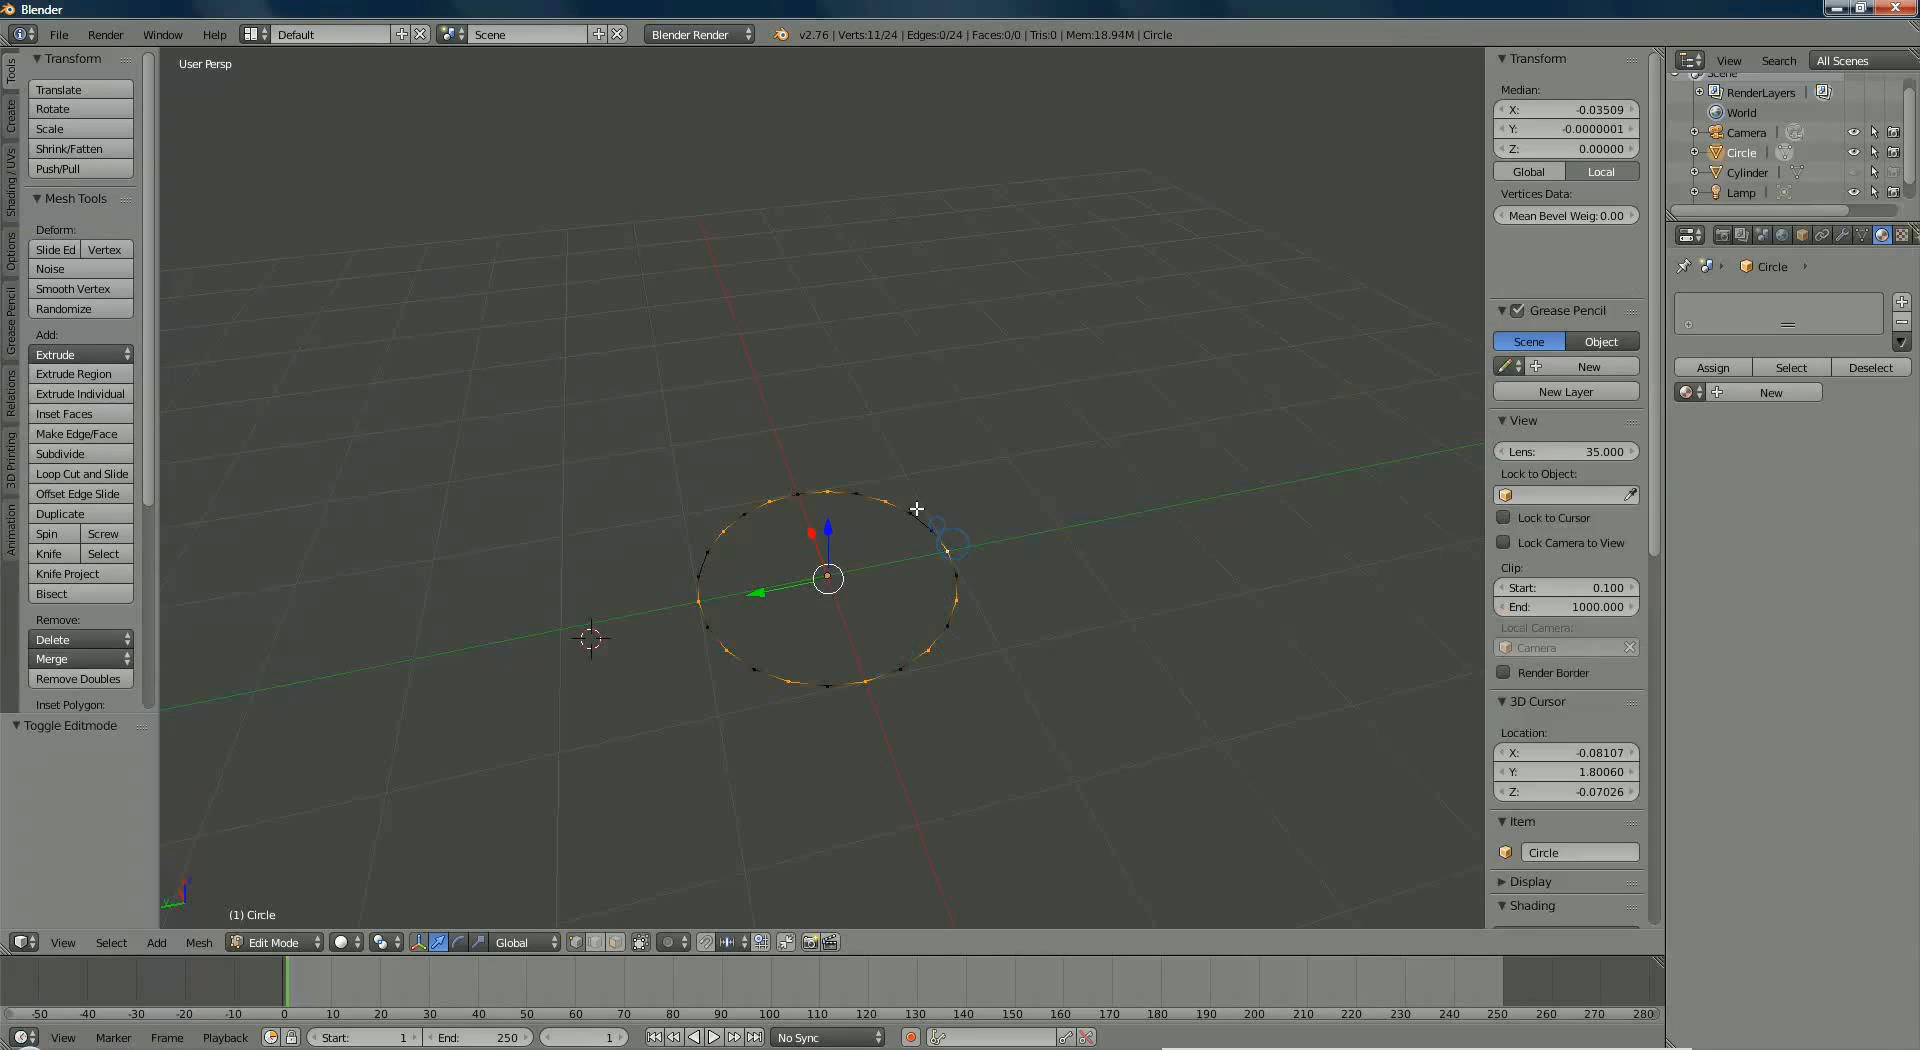 Blender
File Render Window Help Default Scene Blender Render v2.76 | Verts:11/24 | Edges:0/24 | Faces:0/0 | Tris:0 | Mem:18.94M | Circle
Tools
Create
Shading / UVs
Options
Grease Pencil
Relations
3D Printing
Animation
Transform
Translate
Rotate
Scale
Shrink/Fatten
Push/Pull
Mesh Tools
Deform:
Slide Ed Vertex
Noise
Smooth Vertex
Randomize
Add:
Extrude
Extrude Region
Extrude Individual
Inset Faces
Make Edge/Face
Subdivide
Loop Cut and Slide
Offset Edge Slide
Duplicate
Spin Screw
Knife Select
Knife Project
Bisect
Remove:
Delete
Merge
Remove Doubles
Inset Polygon:
Toggle Editmode
User Persp
(1) Circle
Transform
Median:
X: -0.03509
Y: -0.0000001
Z: 0.00000
Global Local
Vertices Data:
Mean Bevel Weig: 0.00
Grease Pencil
Scene Object
New
New Layer
View
Lens: 35.000
Lock to Object:
Lock to Cursor
Lock Camera to View
Clip:
Start: 0.100
End: 1000.000
Local Camera:
Camera
Render Border
3D Cursor
Location:
X: -0.08107
Y: 1.80060
Z: -0.07026
Item
Circle
Display
Shading
View Search All Scenes
Scene
RenderLayers
World
Camera
Circle
Cylinder
Lamp
Circle
Assign Select Deselect
New
View Select Add Mesh Edit Mode Global
-50 -40 -30 -20 -10 0 10 20 30 40 50 60 70 80 90 100 110 120 130 140 150 160 170 180 190 200 210 220 230 240 250 260 270 280
View Marker Frame Playback Start: 1 End: 250 1 No Sync